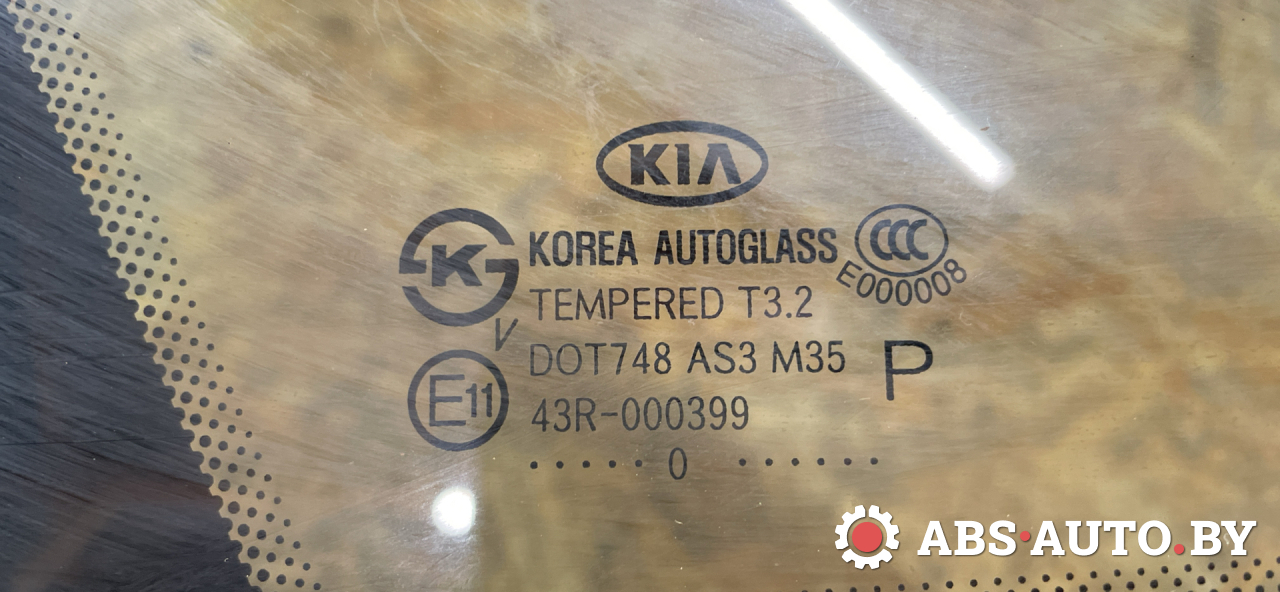 KIA
K
KOREA AUTOGLASS
CCC
E000008
TEMPERED T3.2
V
DOT748 AS3 M35
P
E11
43R-000399
. . . . . 0 . . . . . .
ABS·AUTO.BY